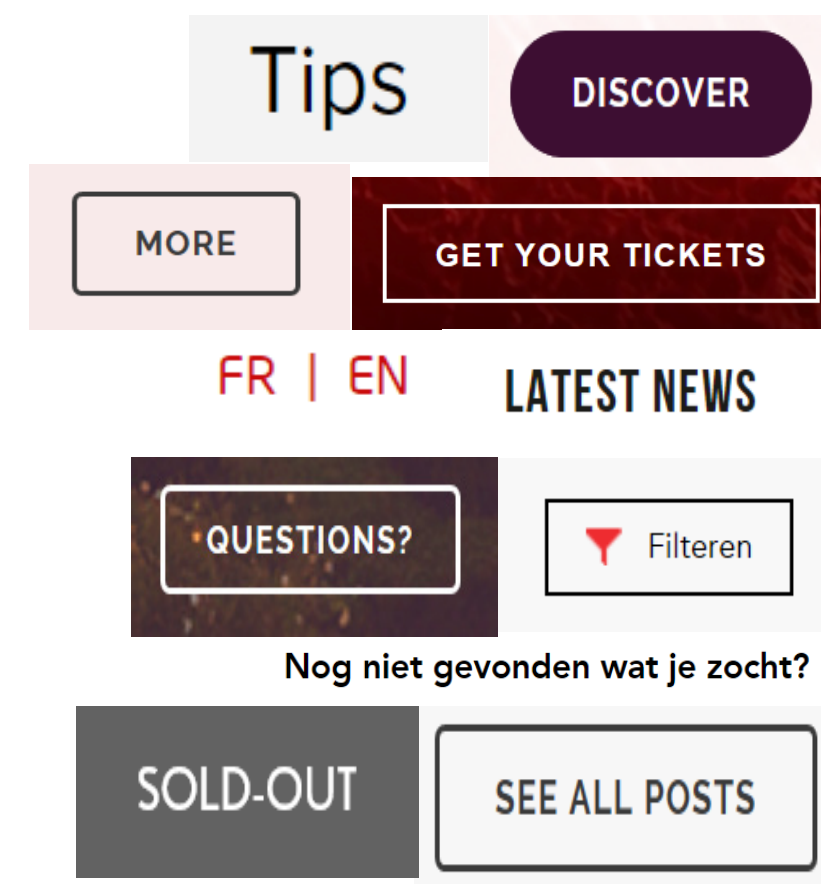 Tips
DISCOVER
MORE
GET YOUR TICKETS
FR | EN
LATEST NEWS
QUESTIONS?
Filteren
Nog niet gevonden wat je zocht?
SOLD-OUT
SEE ALL POSTS